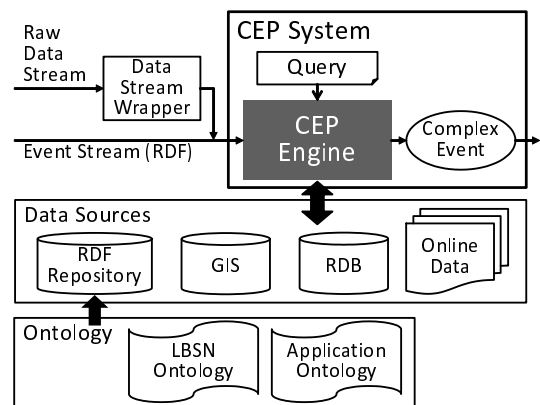 Raw
Data
Stream
Data
Stream
Wrapper
Event Stream (RDF)
CEP System
Query
CEP
Engine
Complex
Event
Data Sources
RDF
Repository
GIS
RDB
Online
Data
Ontology
LBSN
Ontology
Application
Ontology